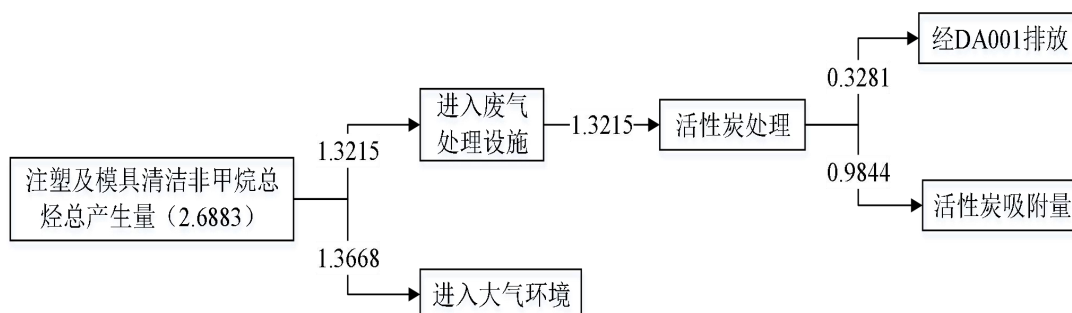 注塑及模具清洁非甲烷总
烃总产生量（2.6883）
1.3215
1.3668
进入废气
处理设施
进入大气环境
1.3215
活性炭处理
0.3281
0.9844
经DA001排放
活性炭吸附量